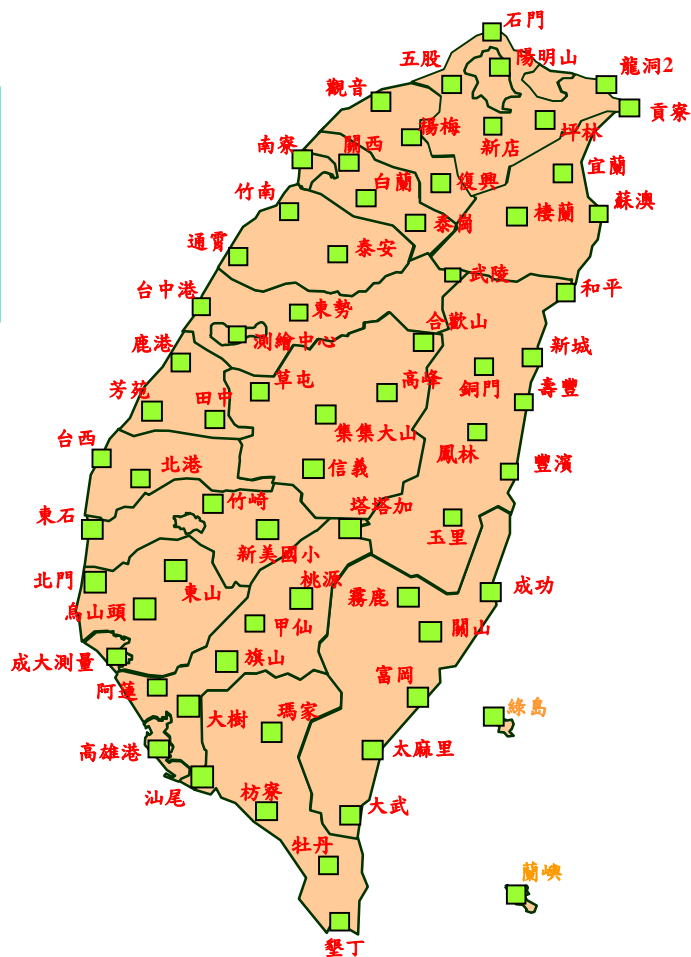 石門
五股
陽明山
龍洞2
觀音
貢寮
楊梅
坪林
南寮
關西
新店
宜蘭
白蘭
復興
竹南
棲蘭
蘇澳
泰崗
通霄
泰安
武陵
台中港
和平
東勢
合歡山
鹿港
測繪中心
新城
草屯
高峰
銅門
芳苑
田中
壽豐
集集大山
台西
鳳林
北港
信義
豐濱
竹崎
塔塔加
東石
新美國小
玉里
北門
東山
桃源
霧鹿
成功
烏山頭
甲仙
關山
成大測量
旗山
富岡
阿蓮
大樹
瑪家
綠島
高雄港
太麻里
汕尾
枋寮
大武
牡丹
蘭嶼
墾丁